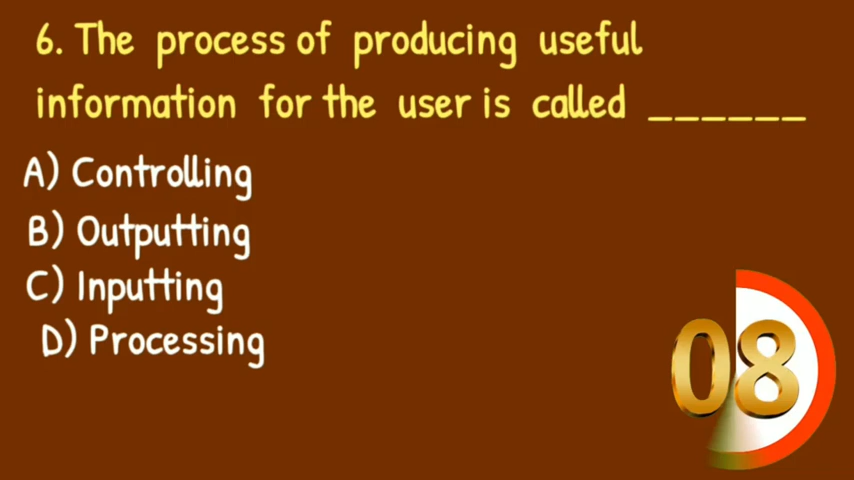 6. The process of producing useful
information for the user is called ______
A) Controlling
B) Outputting
C) Inputting
D) Processing
08